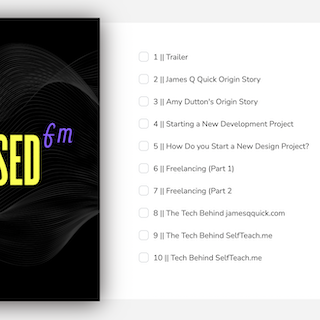 SED
fm
1 || Trailer
2 || James Q Quick Origin Story
3 || Amy Dutton's Origin Story
4 || Starting a New Development Project
5 || How Do you Start a New Design Project?
6 || Freelancing (Part 1)
7 || Freelancing (Part 2
8 || The Tech Behind jamesqquick.com
9 || The Tech Behind SelfTeach.me
10 || Tech Behind SelfTeach.me